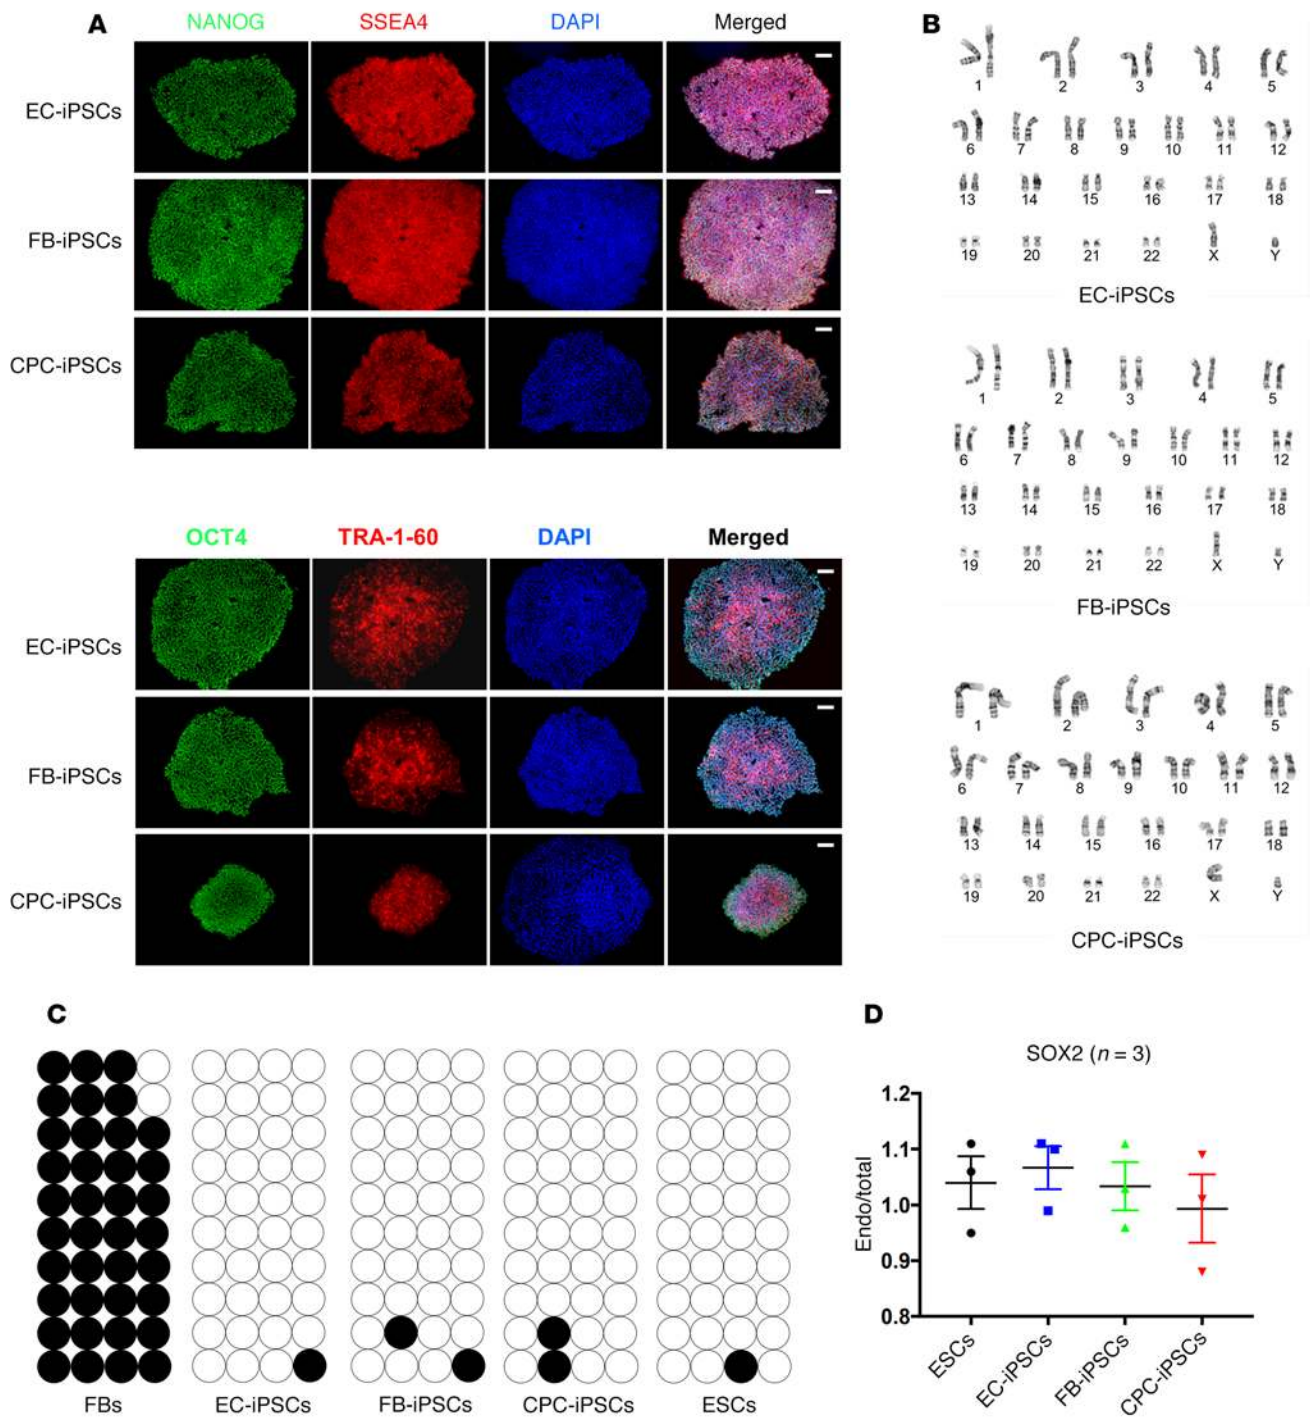 A
NANOG SSEA4 DAPI Merged
EC-iPSCs
FB-iPSCs
CPC-iPSCs
OCT4 TRA-1-60 DAPI Merged
EC-iPSCs
FB-iPSCs
CPC-iPSCs
B
1 2 3 4 5
6 7 8 9 10 11 12
13 14 15 16 17 18
19 20 21 22 X Y
EC-iPSCs
1 2 3 4 5
6 7 8 9 10 11 12
13 14 15 16 17 18
19 20 21 22 X Y
FB-iPSCs
1 2 3 4 5
6 7 8 9 10 11 12
13 14 15 16 17 18
19 20 21 22 X Y
CPC-iPSCs
C
FBs EC-iPSCs FB-iPSCs CPC-iPSCs ESCs
D
SOX2 (n = 3)
Endo/total
1.2
1.1
1.0
0.9
0.8
ESCs
EC-iPSCs
FB-iPSCs
CPC-iPSCs